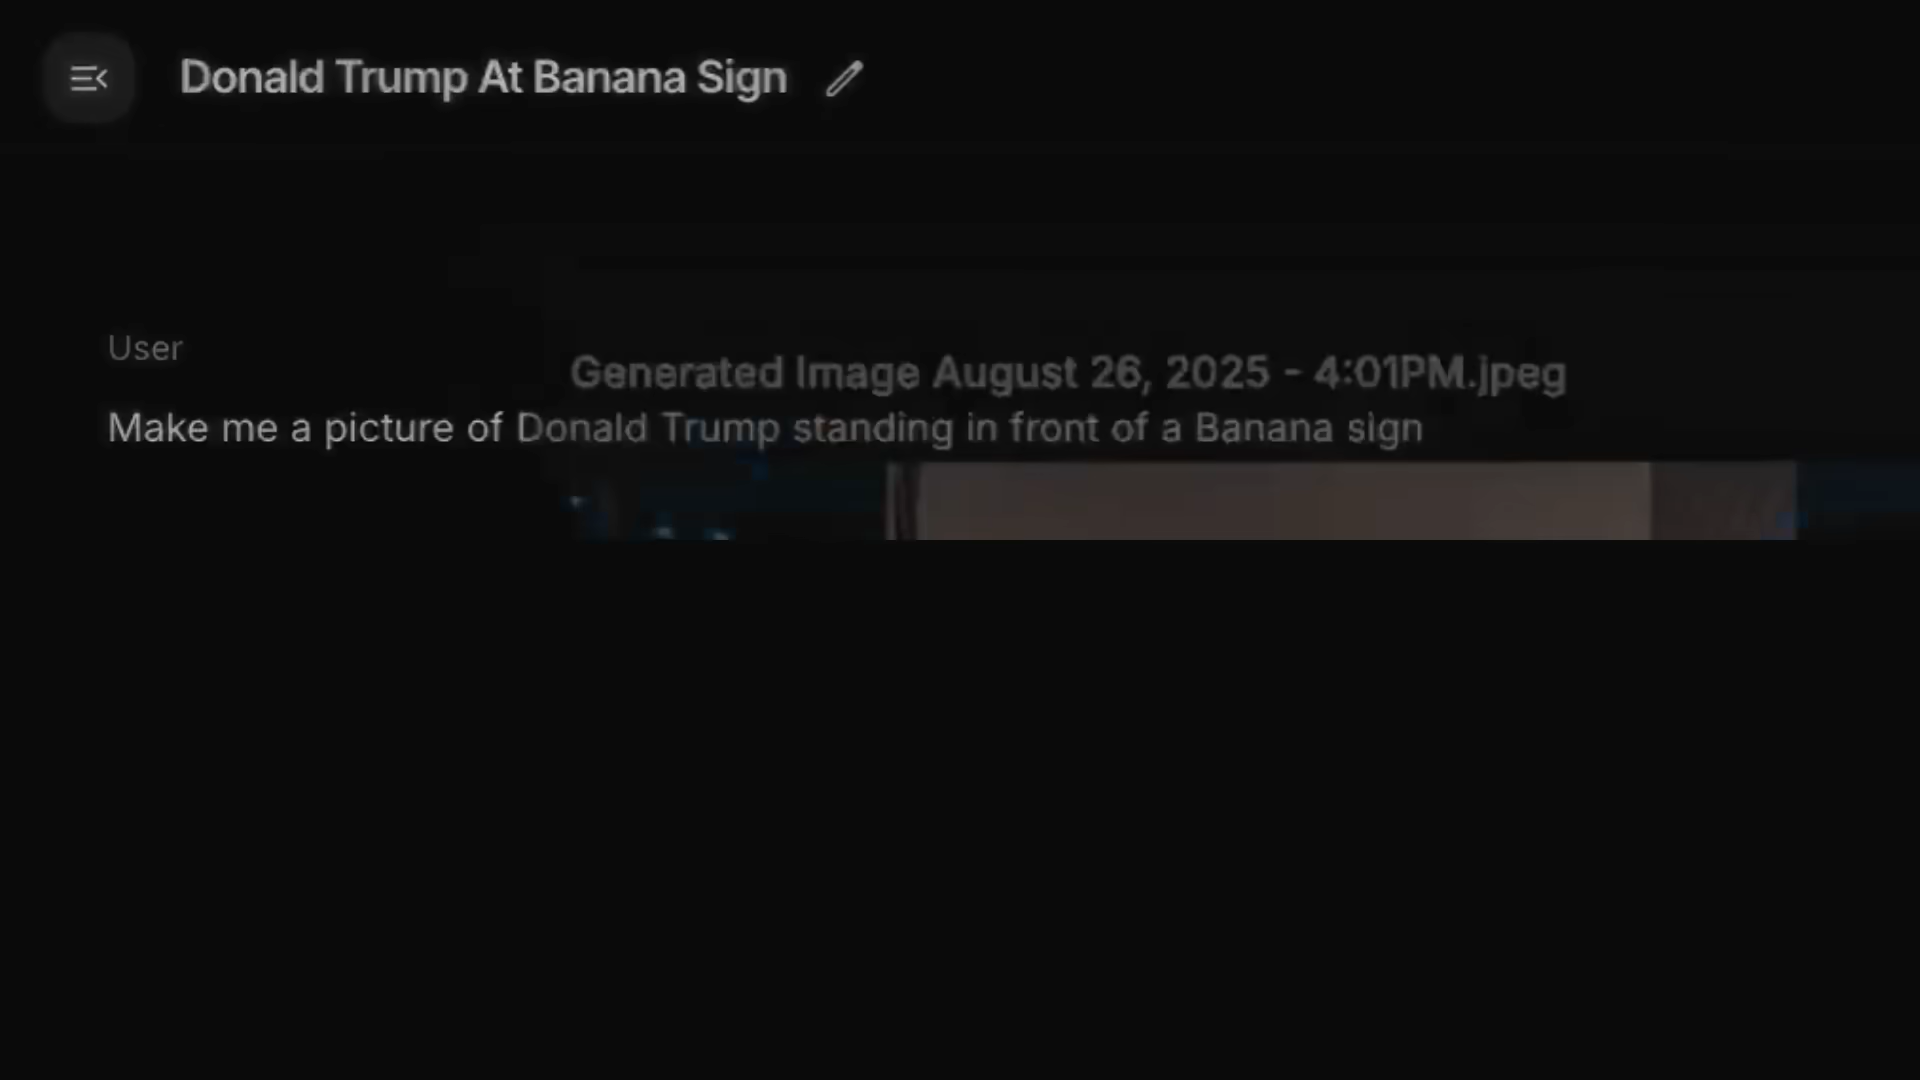 Donald Trump At Banana Sign
User
Generated Image August 26, 2025 - 4:01PM.jpeg
Make me a picture of Donald Trump standing in front of a Banana sign